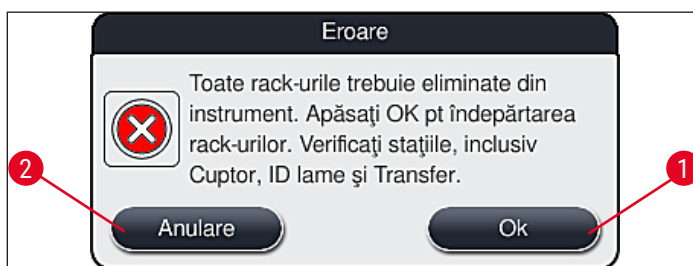 Eroare
Toate rack-urile trebuie eliminate din
instrument. Apăsaţi OK pt îndepărtarea
rack-urilor. Verificaţi staţiile, inclusiv
Cuptor, ID lame şi Transfer.
2
1
Anulare
Ok